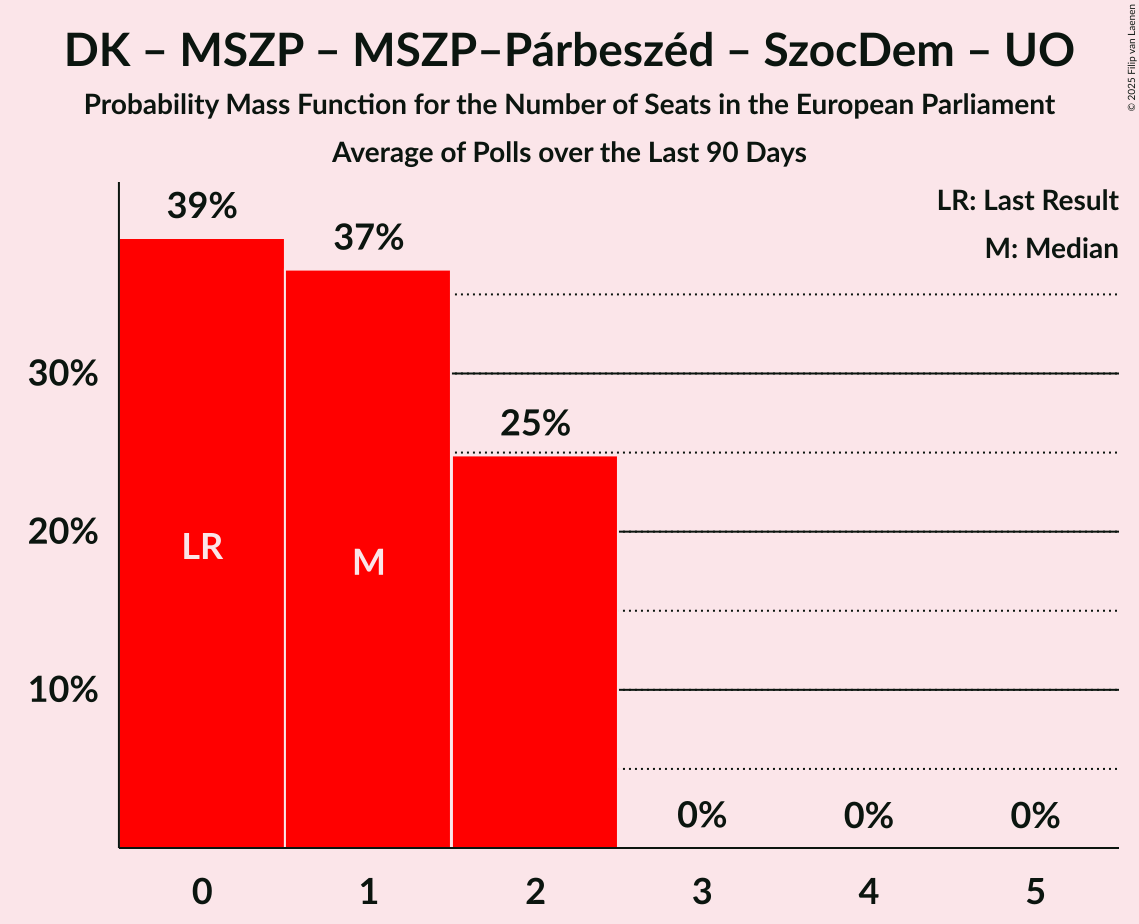 DK – MSZP – MSZP–Párbeszéd – SzocDem – UO
Probability Mass Function for the Number of Seats in the European Parliament
Average of Polls over the Last 90 Days
© 2025 Filip van Laenen
LR: Last Result
M: Median
39%
37%
25%
0%
0%
0%
30%
20%
10%
LR
M
0
1
2
3
4
5